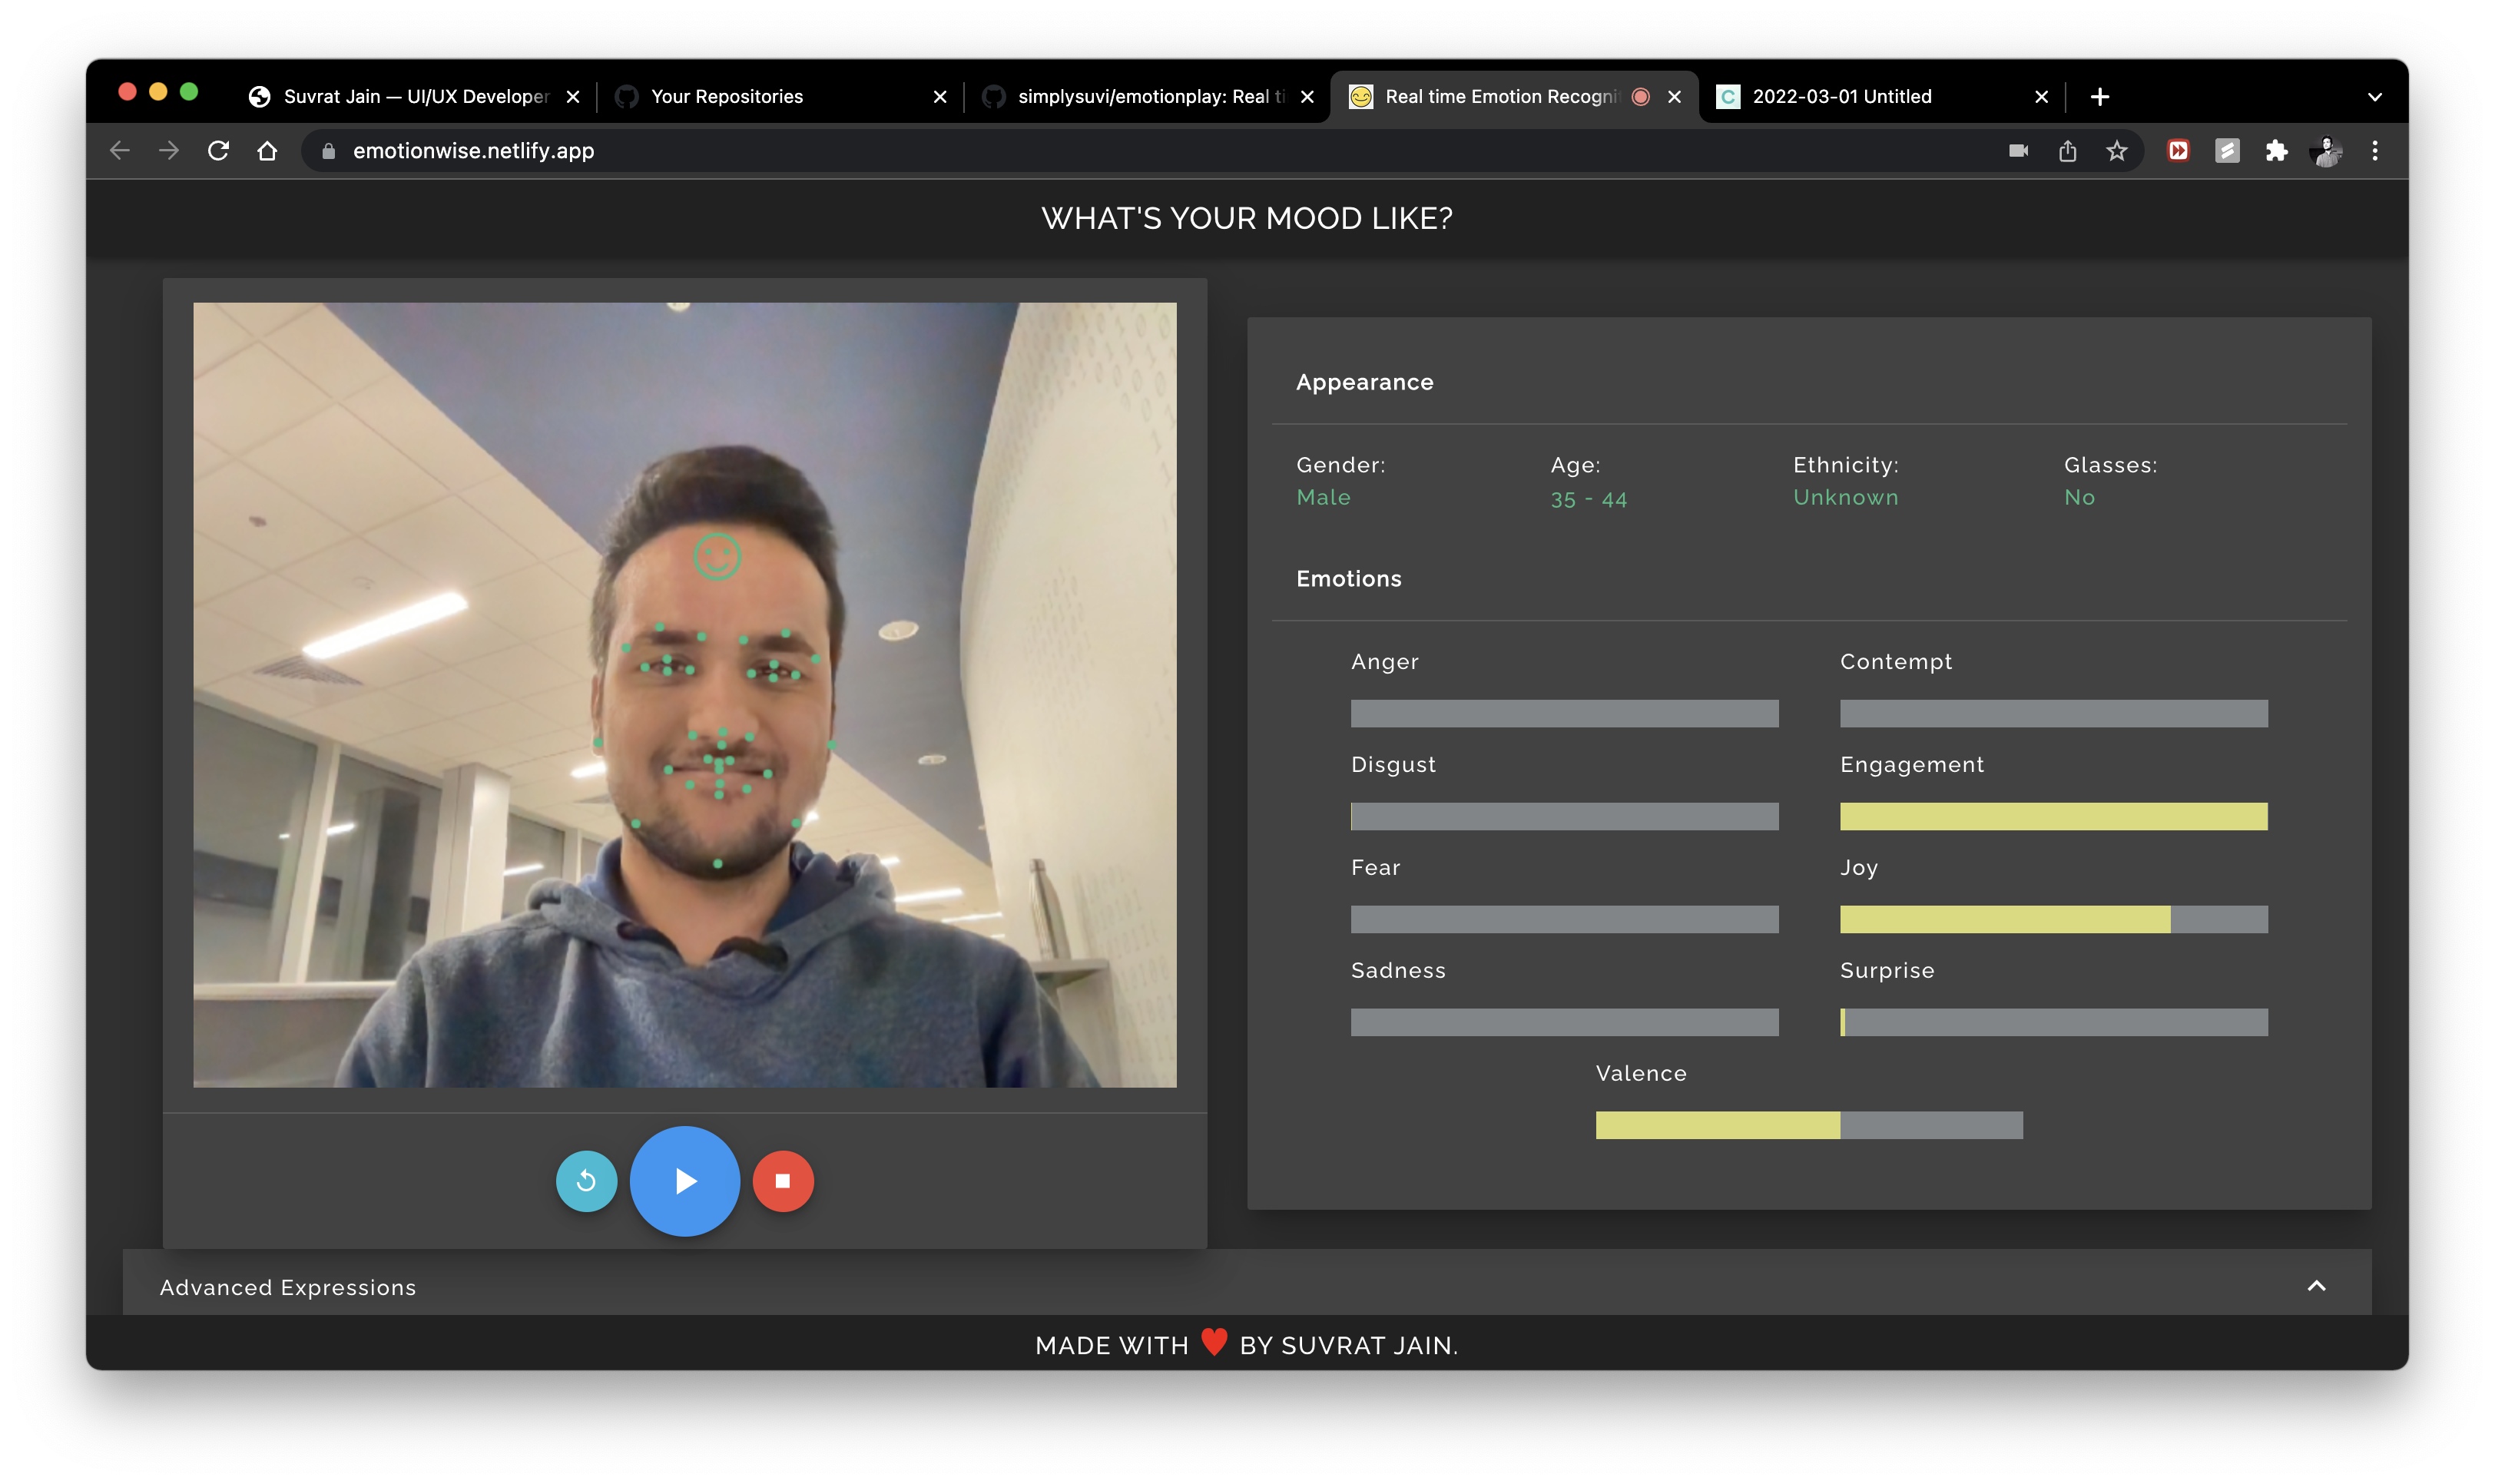 Suvrat Jain — UI/UX Developer
Your Repositories
simplysuvi/emotionplay: Real ti
Real time Emotion Recogni
C 2022-03-01 Untitled
emotionwise.netlify.app
WHAT'S YOUR MOOD LIKE?
Appearance
Gender: Age: Ethnicity: Glasses:
Male 35 - 44 Unknown No
Emotions
Anger Contempt
Disgust Engagement
Fear Joy
Sadness Surprise
Valence
Advanced Expressions
MADE WITH ❤ BY SUVRAT JAIN.